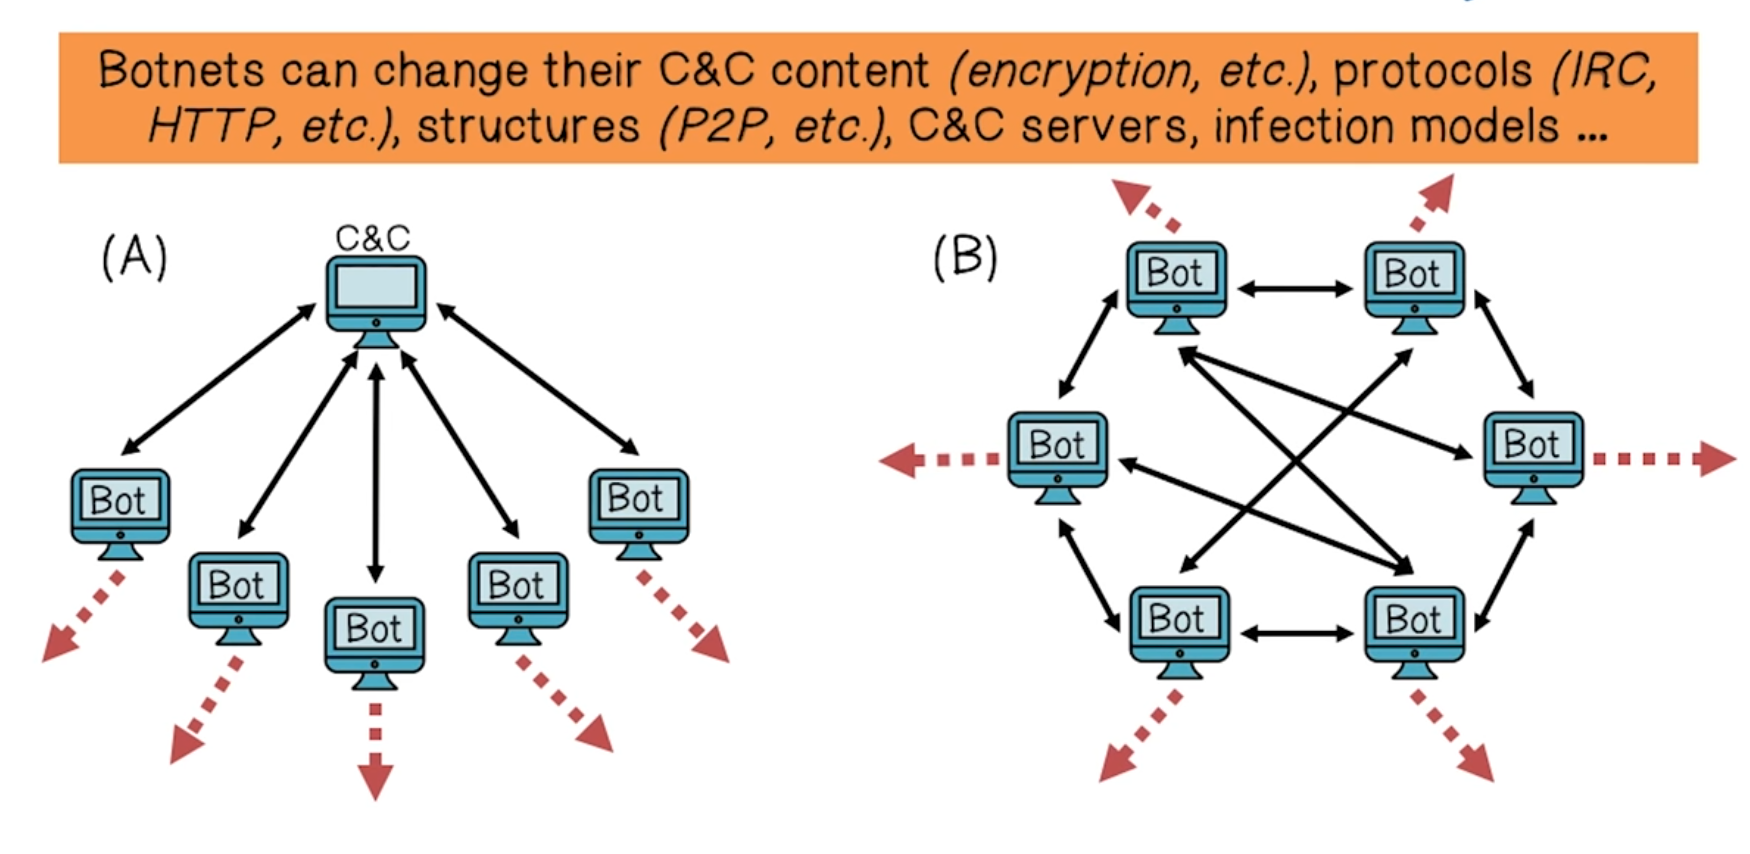 Botnets can change their C&C content (encryption, etc.), protocols (IRC,
HTTP, etc.), structures (P2P, etc.), C&C servers, infection models ...
(A)
C&C
Bot
Bot
Bot
Bot
Bot
(B)
Bot
Bot
Bot
Bot
Bot
Bot